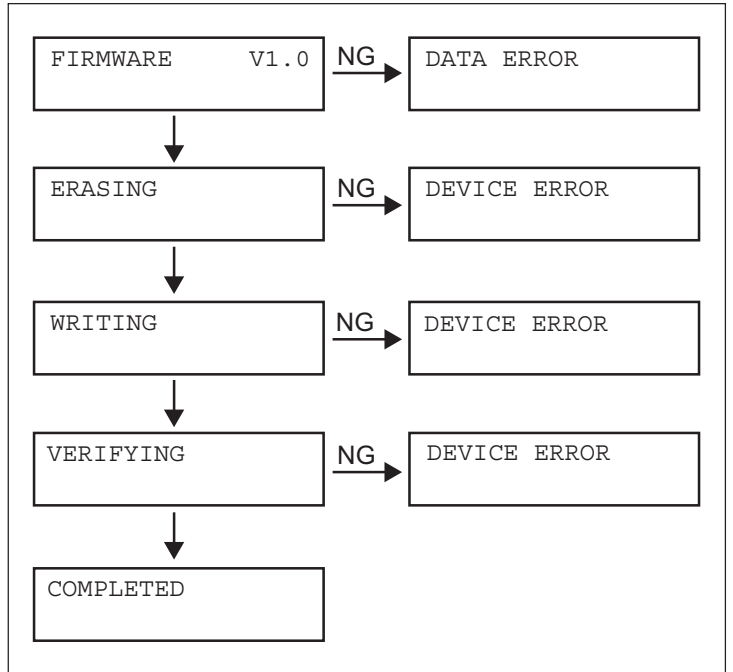 FIRMWARE V1.0 NG DATA ERROR
ERASING NG DEVICE ERROR
WRITING NG DEVICE ERROR
VERIFYING NG DEVICE ERROR
COMPLETED